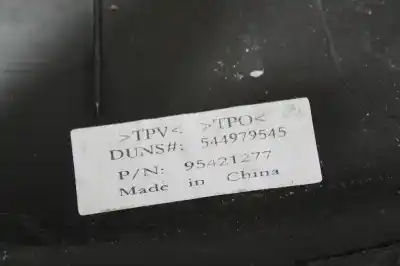 >TPV< >TPO<
DUNS#: 544979545
P/N: 95421277
Made in China